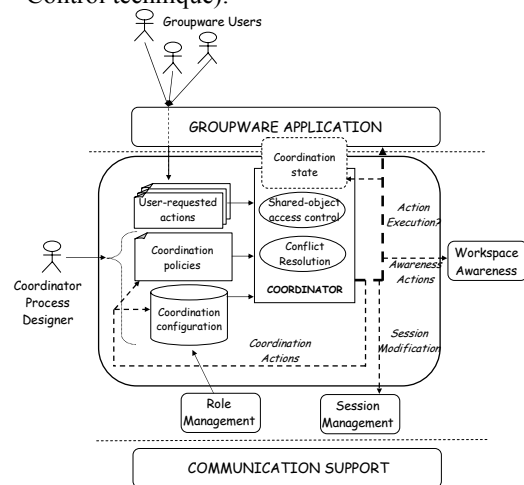 Control technique).
Groupware Users
GROUPWARE APPLICATION
Coordination
state
User-requested
actions
Shared-object
access control
Action
Execution?
Coordination
policies
Conflict
Resolution
Workspace
Awareness
Awareness
Actions
COORDINATOR
Coordinator
Process
Designer
Coordination
configuration
Coordination
Actions
Session
Modification
Role
Management
Session
Management
COMMUNICATION SUPPORT